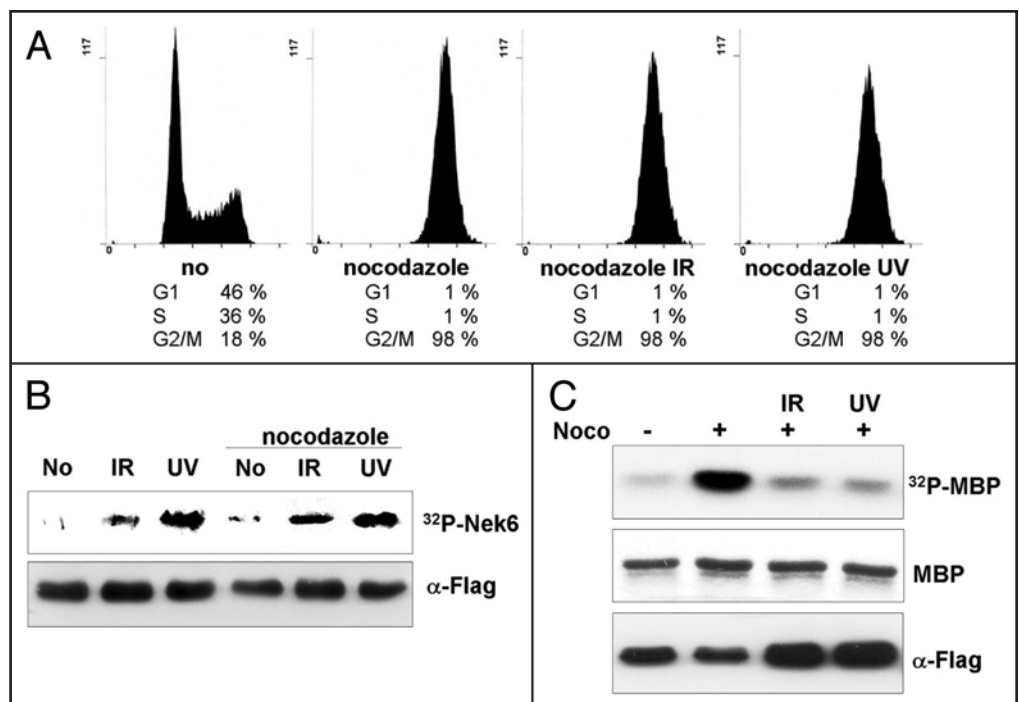 A
117
117
117
117
0
0
0
0
no
nocodazole
nocodazole IR
nocodazole UV
G1 46 %
S 36 %
G2/M 18 %
G1 1 %
S 1 %
G2/M 98 %
G1 1 %
S 1 %
G2/M 98 %
G1 1 %
S 1 %
G2/M 98 %
B
nocodazole
No IR UV No IR UV
³²P-Nek6
α-Flag
C
IR UV
Noco - + + +
³²P-MBP
MBP
α-Flag